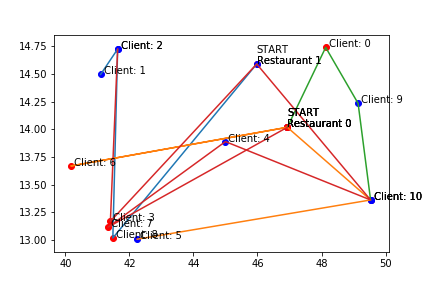 14.75
START
Client: 0
Client: 2
Restaurant 1
14.50
Client: 1
14.25
Client: 9
START
Restaurant 0
14.00
Client: 4
13.75
Client: 6
13.50
Client: 10
13.25
Client: 3
Client: 7
Client:
Client: 5
13.00
40 42 44 46 48 50